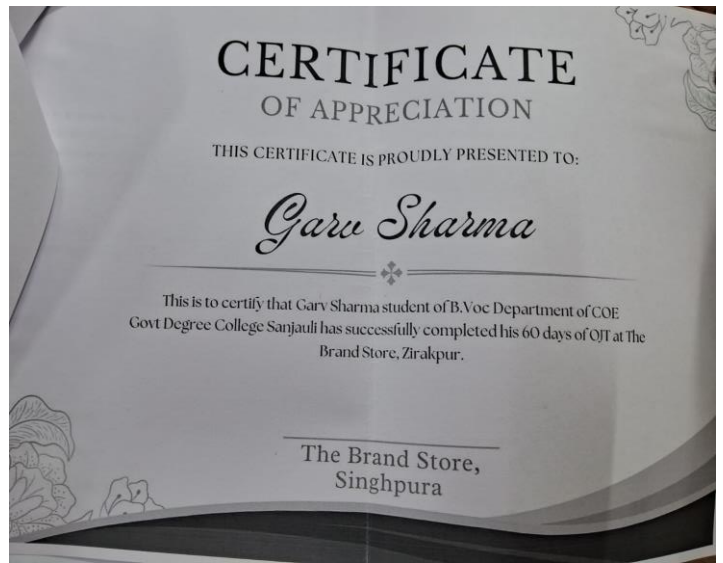 CERTIFICATE
OF APPRECIATION
THIS CERTIFICATE IS PROUDLY PRESENTED TO:
Garv Sharma
This is to certify that Garv Sharma student of B.Voc Department of COE
Govt Degree College Sanjauli has successfully completed his 60 days of OJT at The
Brand Store, Zirakpur.
The Brand Store,
Singhpura